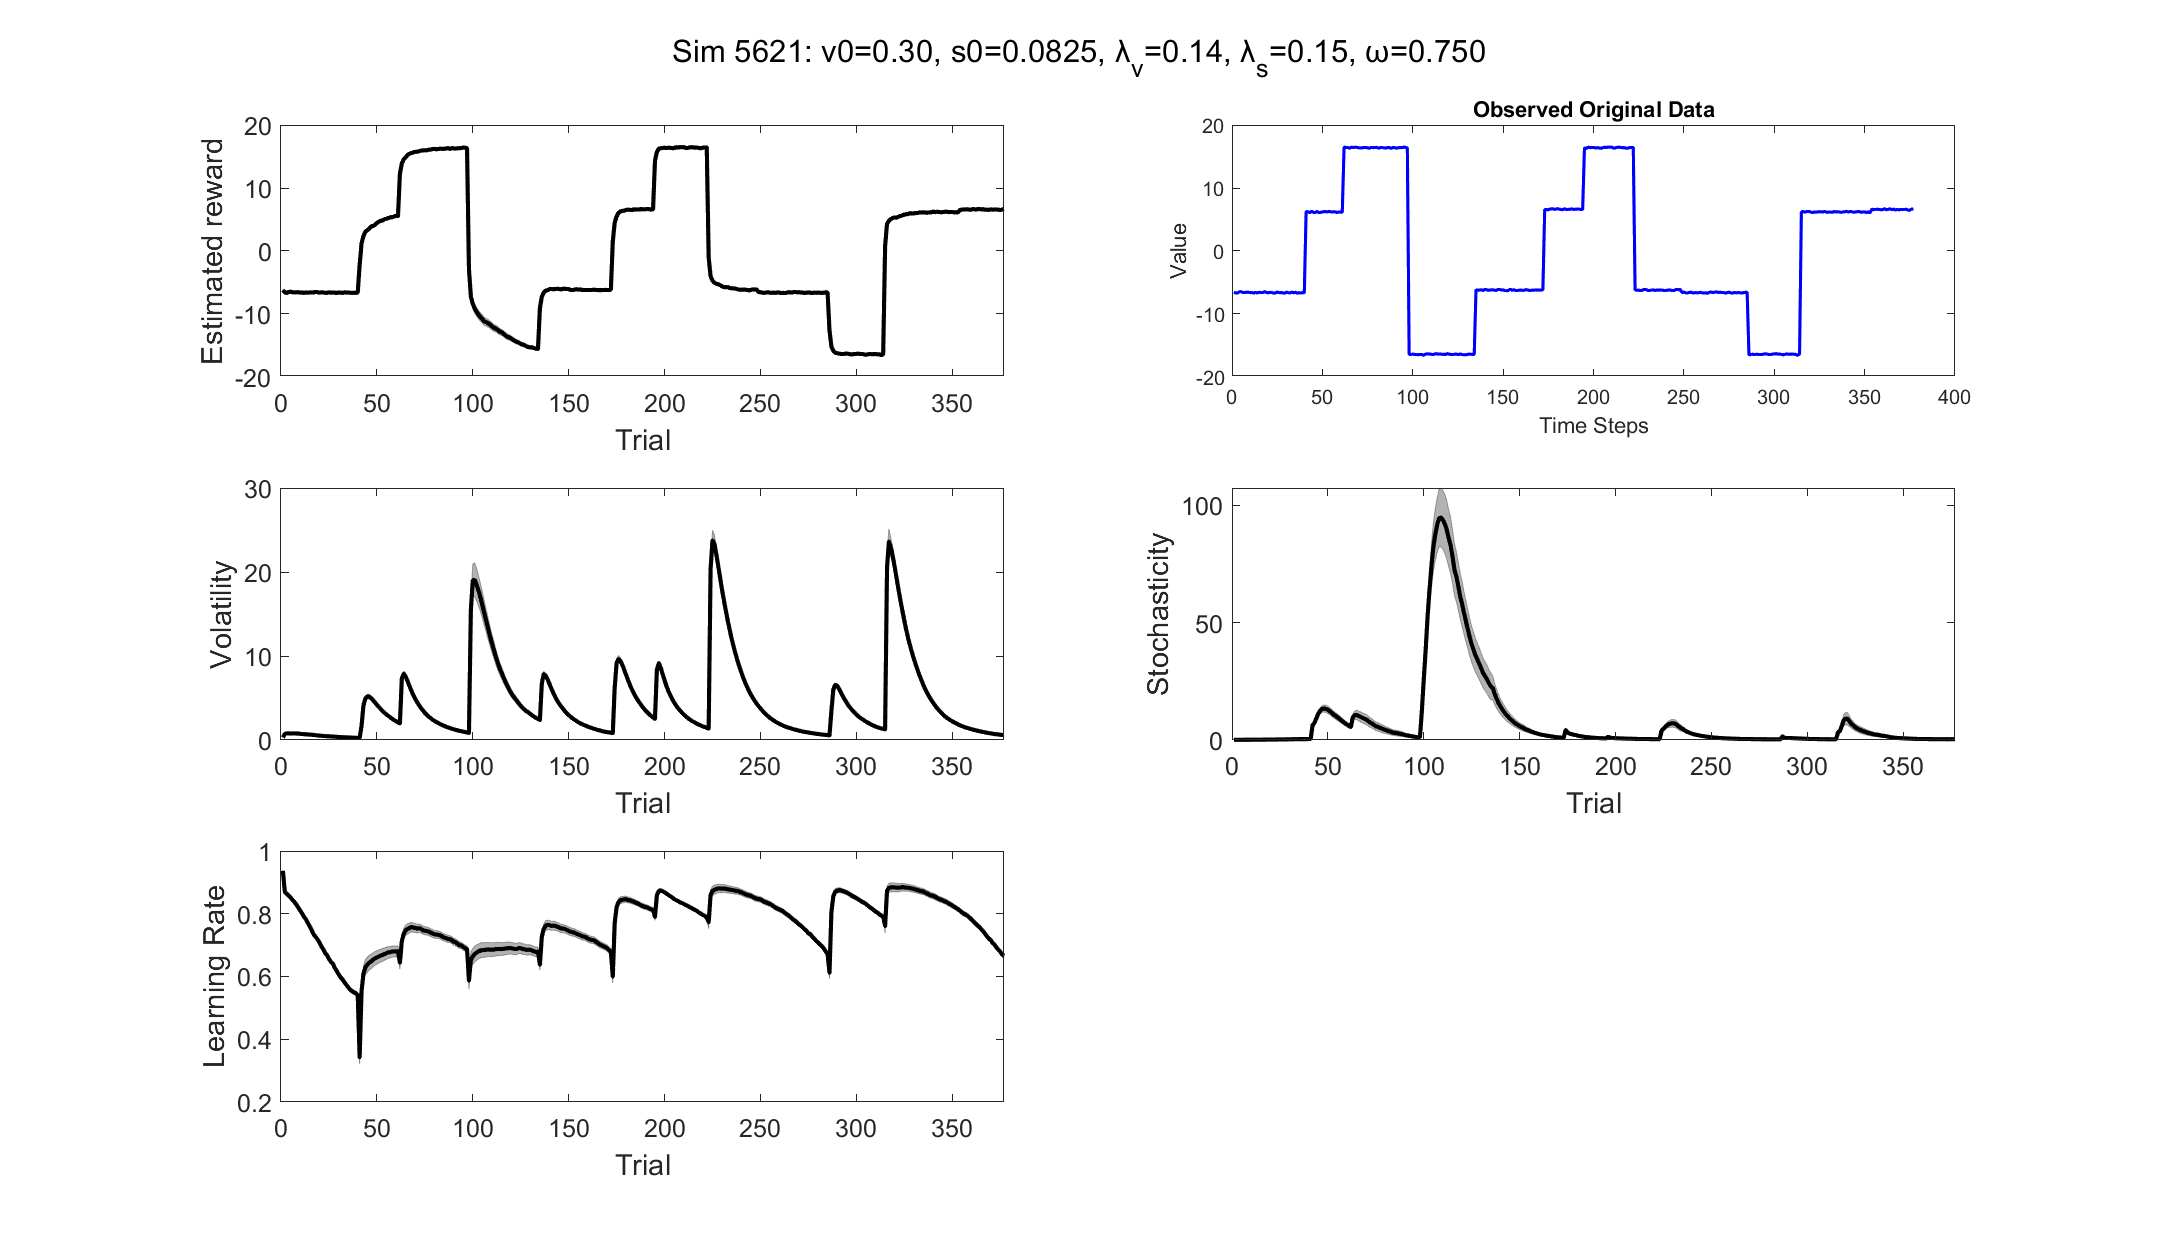 Sim 5621: v0=0.30, s0=0.0825, λv=0.14, λs=0.15, ω=0.750
20
10
0
-10
-20
Estimated reward
0 50 100 150 200 250 300 350
Trial
Observed Original Data
20
10
0
-10
-20
Value
0 50 100 150 200 250 300 350 400
Time Steps
30
20
10
0
Volatility
0 50 100 150 200 250 300 350
Trial
100
50
0
Stochasticity
0 50 100 150 200 250 300 350
Trial
1
0.8
0.6
0.4
0.2
Learning Rate
0 50 100 150 200 250 300 350
Trial